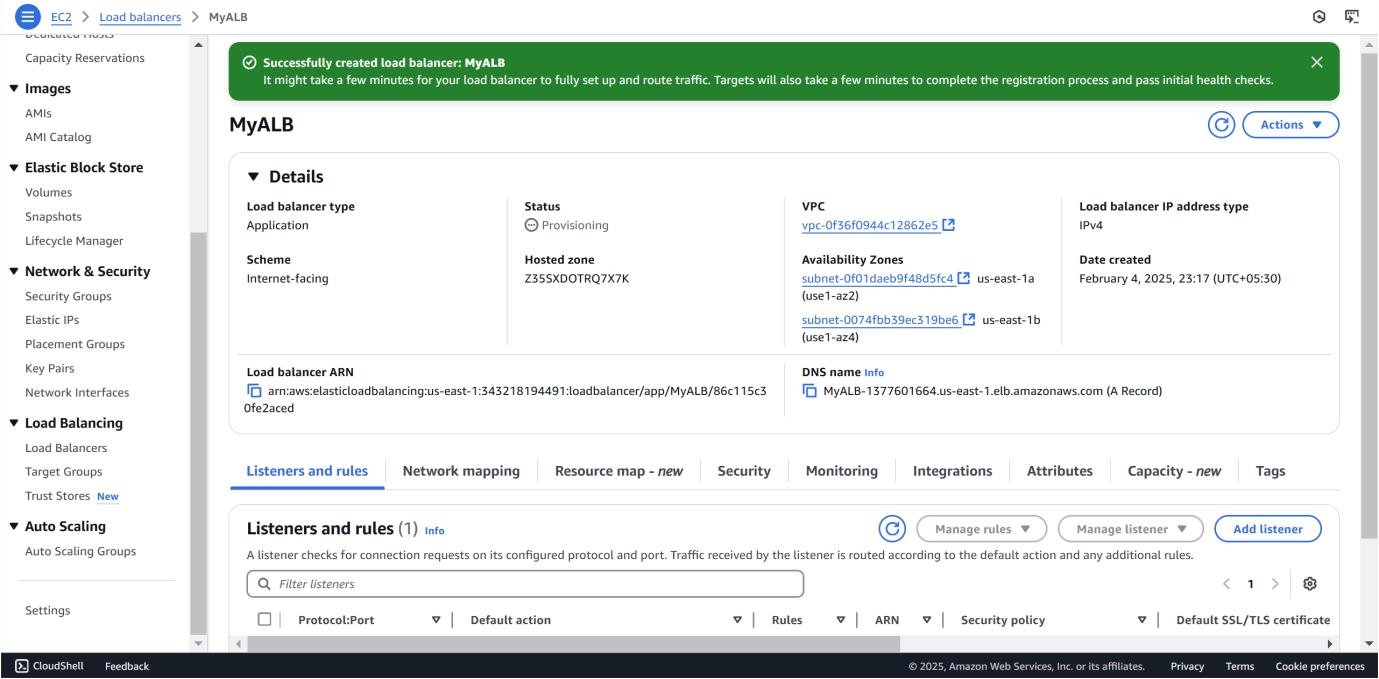 EC2 > Load balancers > MyALB
Dedicated Hosts
Capacity Reservations
Images
AMIs
AMI Catalog
Elastic Block Store
Volumes
Snapshots
Lifecycle Manager
Network & Security
Security Groups
Elastic IPs
Placement Groups
Key Pairs
Network Interfaces
Load Balancing
Load Balancers
Target Groups
Trust Stores New
Auto Scaling
Auto Scaling Groups
Settings
Successfully created load balancer: MyALB
It might take a few minutes for your load balancer to fully set up and route traffic. Targets will also take a few minutes to complete the registration process and pass initial health checks.
MyALB
Actions
Details
Load balancer type
Application
Status
Provisioning
VPC
vpc-0f36f0944c12862e5
Load balancer IP address type
IPv4
Scheme
Internet-facing
Hosted zone
Z35SXDOTRQ7X7K
Availability Zones
subnet-0f01daeb9f48d5fc4 us-east-1a
(use1-az2)
subnet-0074fbb39ec319be6 us-east-1b
(use1-az4)
Date created
February 4, 2025, 23:17 (UTC+05:30)
Load balancer ARN
arn:aws:elasticloadbalancing:us-east-1:343218194491:loadbalancer/app/MyALB/86c115c3
0fe2aced
DNS name Info
MyALB-1377601664.us-east-1.elb.amazonaws.com (A Record)
Listeners and rules
Network mapping
Resource map - new
Security
Monitoring
Integrations
Attributes
Capacity - new
Tags
Listeners and rules (1) Info
Manage rules
Manage listener
Add listener
A listener checks for connection requests on its configured protocol and port. Traffic received by the listener is routed according to the default action and any additional rules.
Filter listeners
1
Protocol:Port
Default action
Rules
ARN
Security policy
Default SSL/TLS certificate
CloudShell
Feedback
© 2025, Amazon Web Services, Inc. or its affiliates.
Privacy
Terms
Cookie preferences